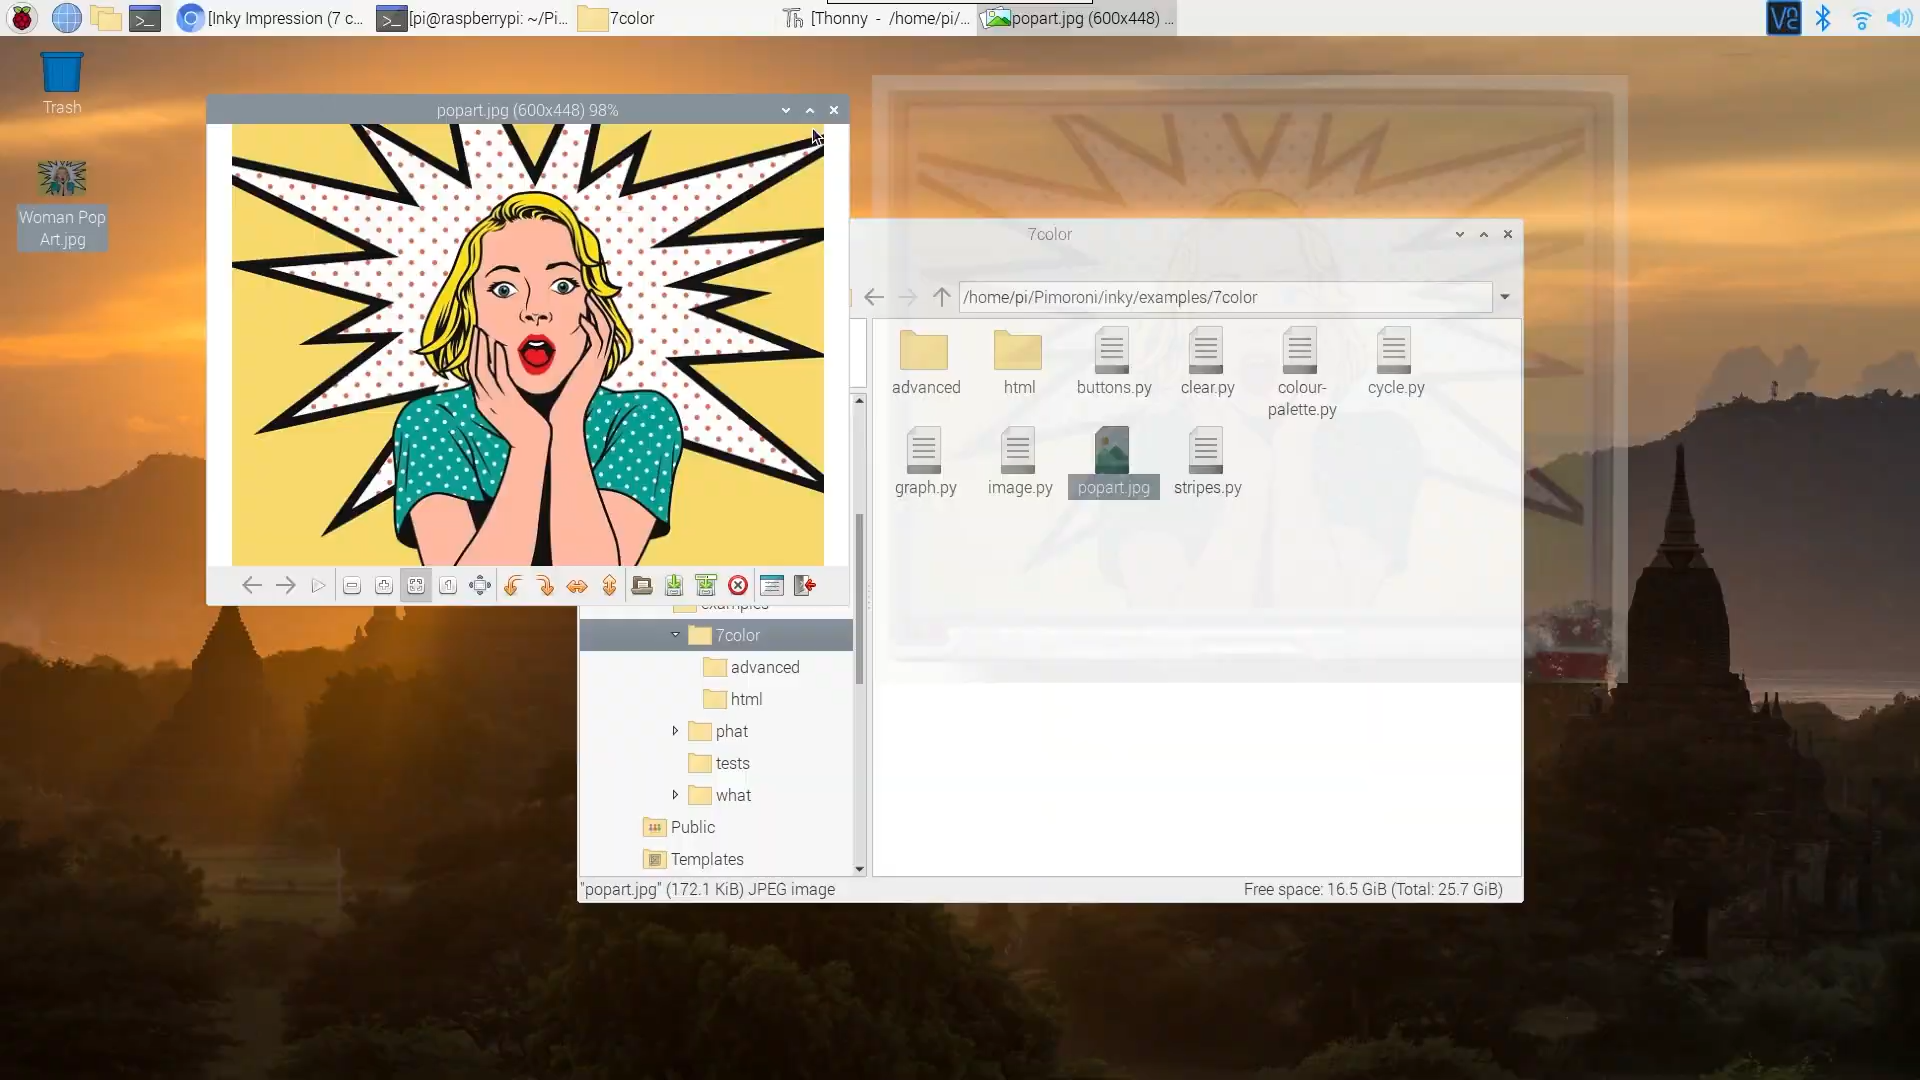 [Inky Impression (7 c...
[pi@raspberrypi: ~/Pi...
7color
[Thonny - /home/pi/...
popart.jpg (600x448) ...
Trash
Woman Pop
Art.jpg
popart.jpg (600x448) 98%
7color
/home/pi/Pimoroni/inky/examples/7color
advanced
html
buttons.py
clear.py
colour-
palette.py
cycle.py
graph.py
image.py
popart.jpg
stripes.py
examples
7color
advanced
html
phat
tests
what
Public
Templates
"popart.jpg" (172.1 KiB) JPEG image
Free space: 16.5 GiB (Total: 25.7 GiB)